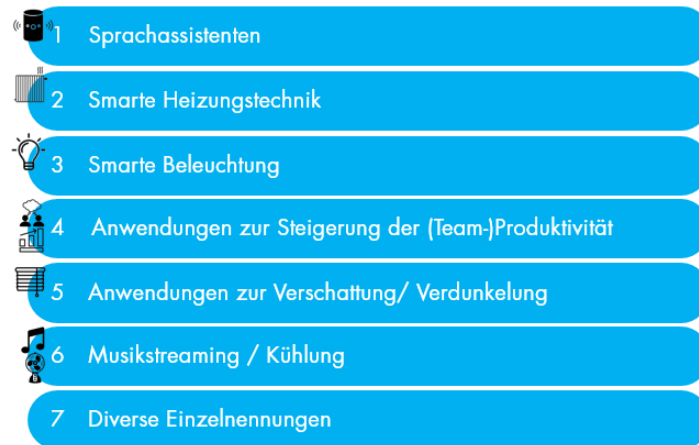 1 Sprachassistenten
2 Smarte Heizungstechnik
3 Smarte Beleuchtung
4 Anwendungen zur Steigerung der (Team-)Produktivität
5 Anwendungen zur Verschattung/ Verdunkelung
6 Musikstreaming / Kühlung
7 Diverse Einzelnennungen